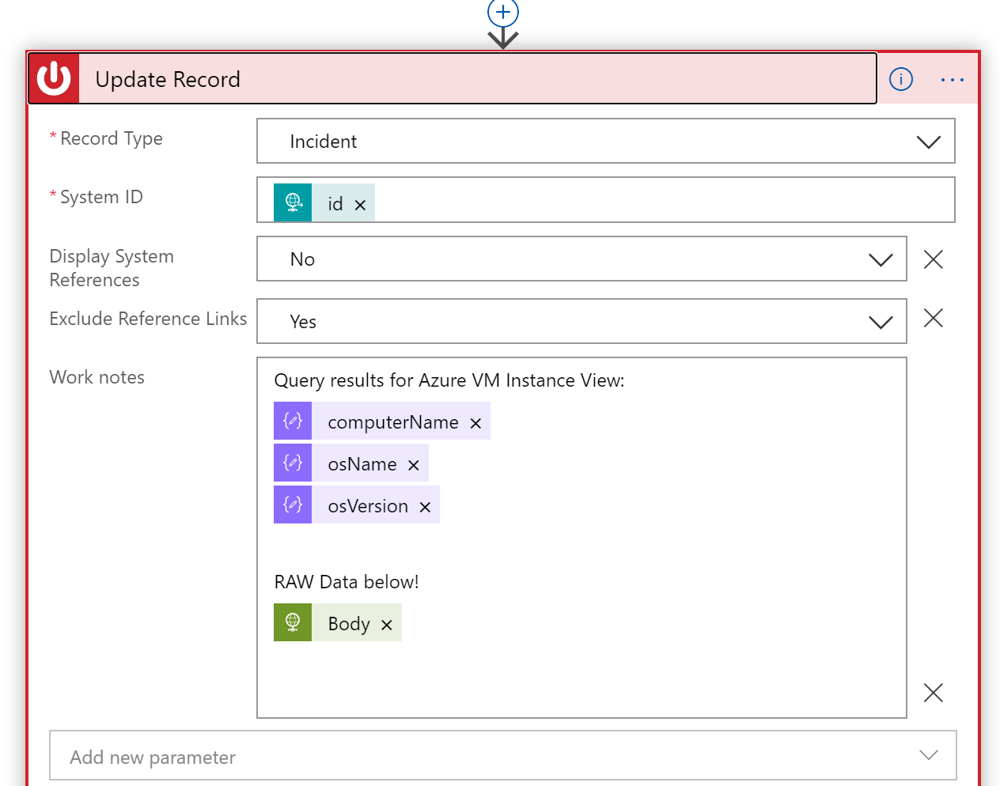 Update Record
* Record Type
Incident
* System ID
id
Display System
References
No
Exclude Reference Links
Yes
Work notes
Query results for Azure VM Instance View:
computerName
osName
osVersion
RAW Data below!
Body
Add new parameter